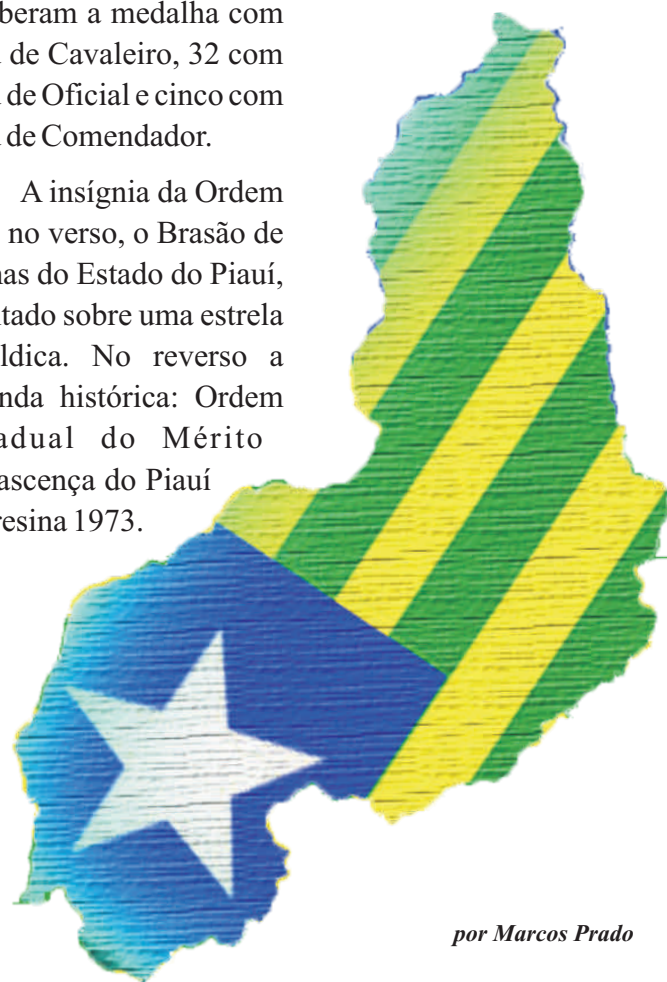 beram a medalha com
de Cavaleiro, 32 com
de Oficial e cinco com
de Comendador.
A insígnia da Ordem
no verso, o Brasão de
mas do Estado do Piauí,
tado sobre uma estrela
ldica. No reverso a
nda histórica: Ordem
adual do Mérito
ascença do Piauí
resina 1973.
por Marcos Prado